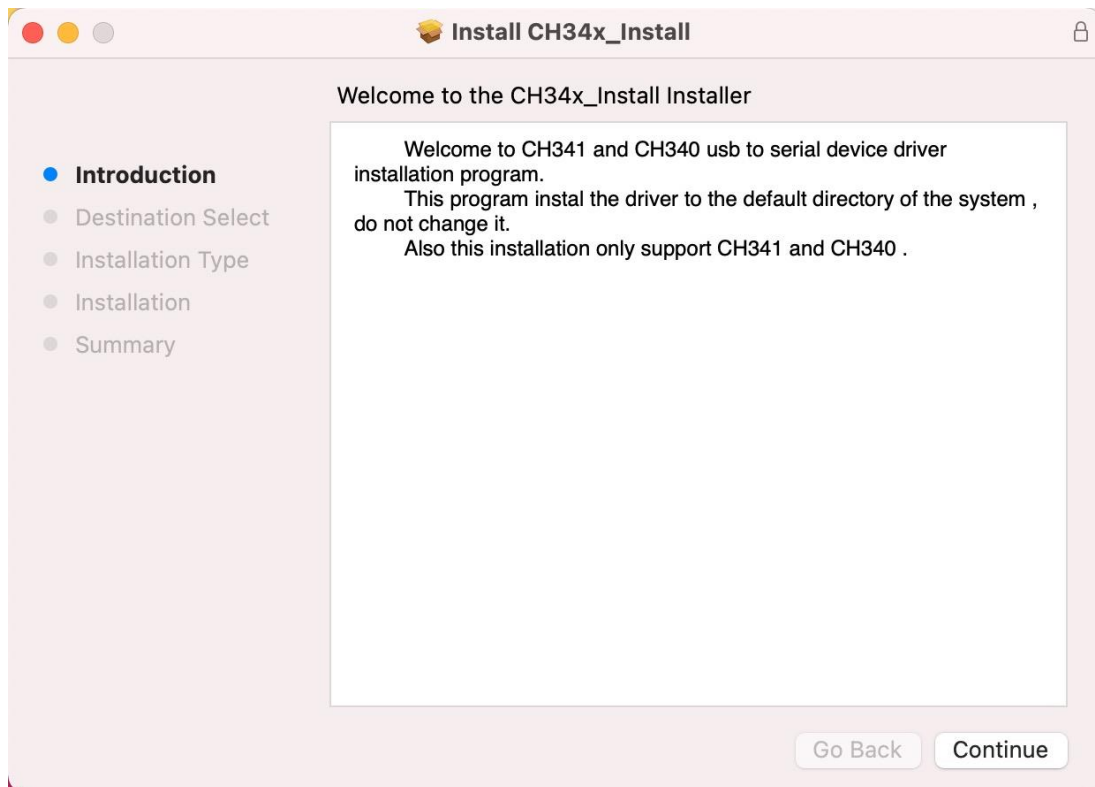 Install CH34x_Install
Welcome to the CH34x_Install Installer
Introduction
Destination Select
Installation Type
Installation
Summary
Welcome to CH341 and CH340 usb to serial device driver
installation program.
This program instal the driver to the default directory of the system ,
do not change it.
Also this installation only support CH341 and CH340 .
Go Back
Continue